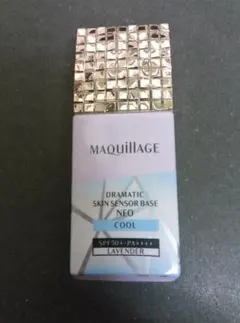 MAQuillAGE
DRAMATIC
SKIN SENSOR BASE
NEO
COOL
SPF50+・PA++++
LAVENDER